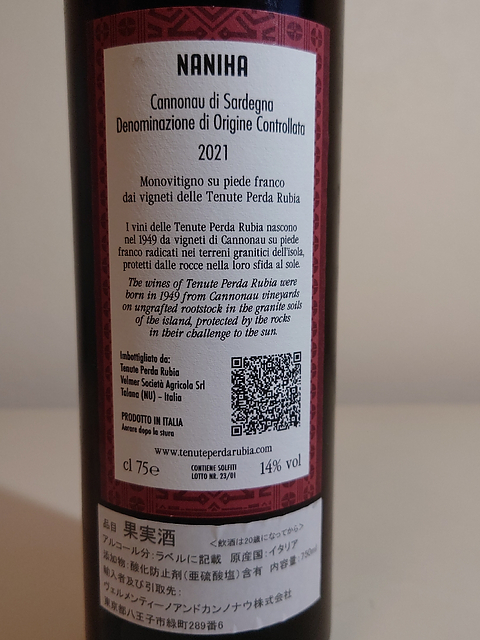 NANIHA
Cannonau di Sardegna
Denominazione di Origine Controllata
2021
Monovitigno su piede franco
dai vigneti delle Tenute Perda Rubia
I vini delle Tenute Perda Rubia nascono
nel 1949 da vigneti di Cannonau su piede
franco radicati nei terreni granitici dell'isola,
protetti dalle rocce nella loro sfida al sole.
The wines of Tenute Perda Rubia were
born in 1949 from Cannonau vineyards
on ungrafted rootstock in the granite soils
of the island, protected by the rocks
in their challenge to the sun.
Imbottigliato da:
Tenute Perda Rubia
Valmer Società Agricola Srl
Talana (NU) – Italia
PRODOTTO IN ITALIA
Areare dopo la stura
www.tenuteperdarubia.com
cl 75e
CONTIENE SOLFITI
LOTTO NR. 23/01
14% vol
品目 果実酒 <飲酒は20歳になってから>
アルコール分:ラベルに記載 原産国:イタリア
添加物:酸化防止剤(亜硫酸塩)含有 内容量:750ml
輸入者及び引取先:
ヴェルメンティーノアンドカンノナウ株式会社
東京都八王子市緑町289番6